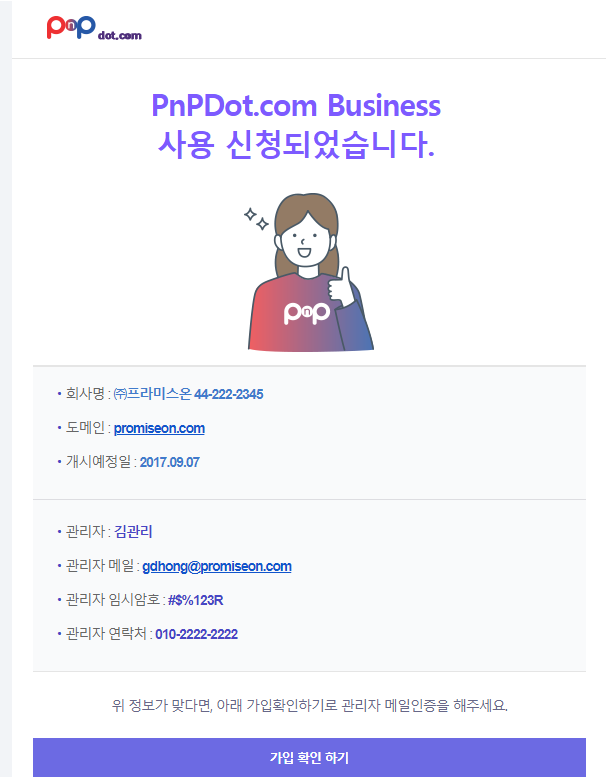 PnP dot.com
PnPDot.com Business
사용 신청되었습니다.
PnP
• 회사명 : ㈜프라미스온 44-222-2345
• 도메인 : promiseon.com
• 개시예정일 : 2017.09.07
• 관리자 : 김관리
• 관리자 메일 : gdhong@promiseon.com
• 관리자 임시암호 : #$%123R
• 관리자 연락처 : 010-2222-2222
위 정보가 맞다면, 아래 가입확인하기로 관리자 메일인증을 해주세요.
가입 확인 하기